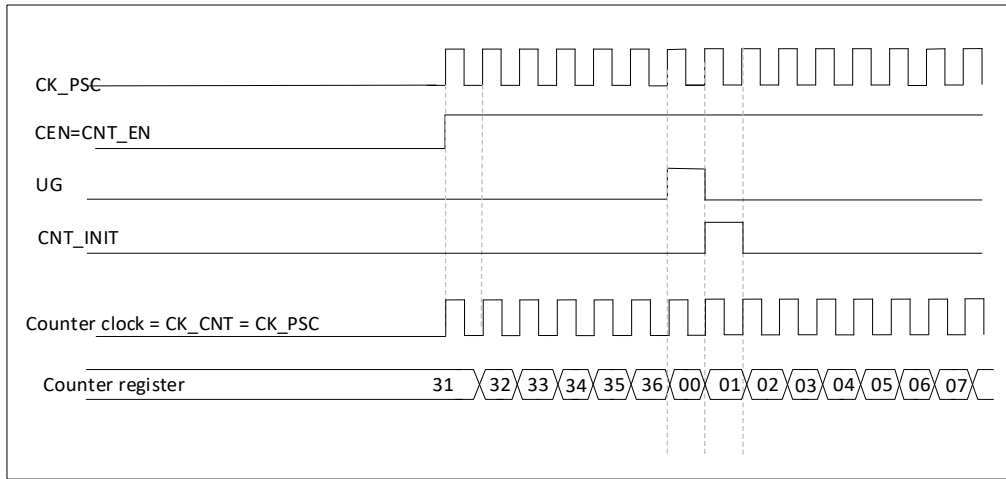 CK_PSC
CEN=CNT_EN
UG
CNT_INIT
Counter clock = CK_CNT = CK_PSC
Counter register 31 32 33 34 35 36 00 01 02 03 04 05 06 07